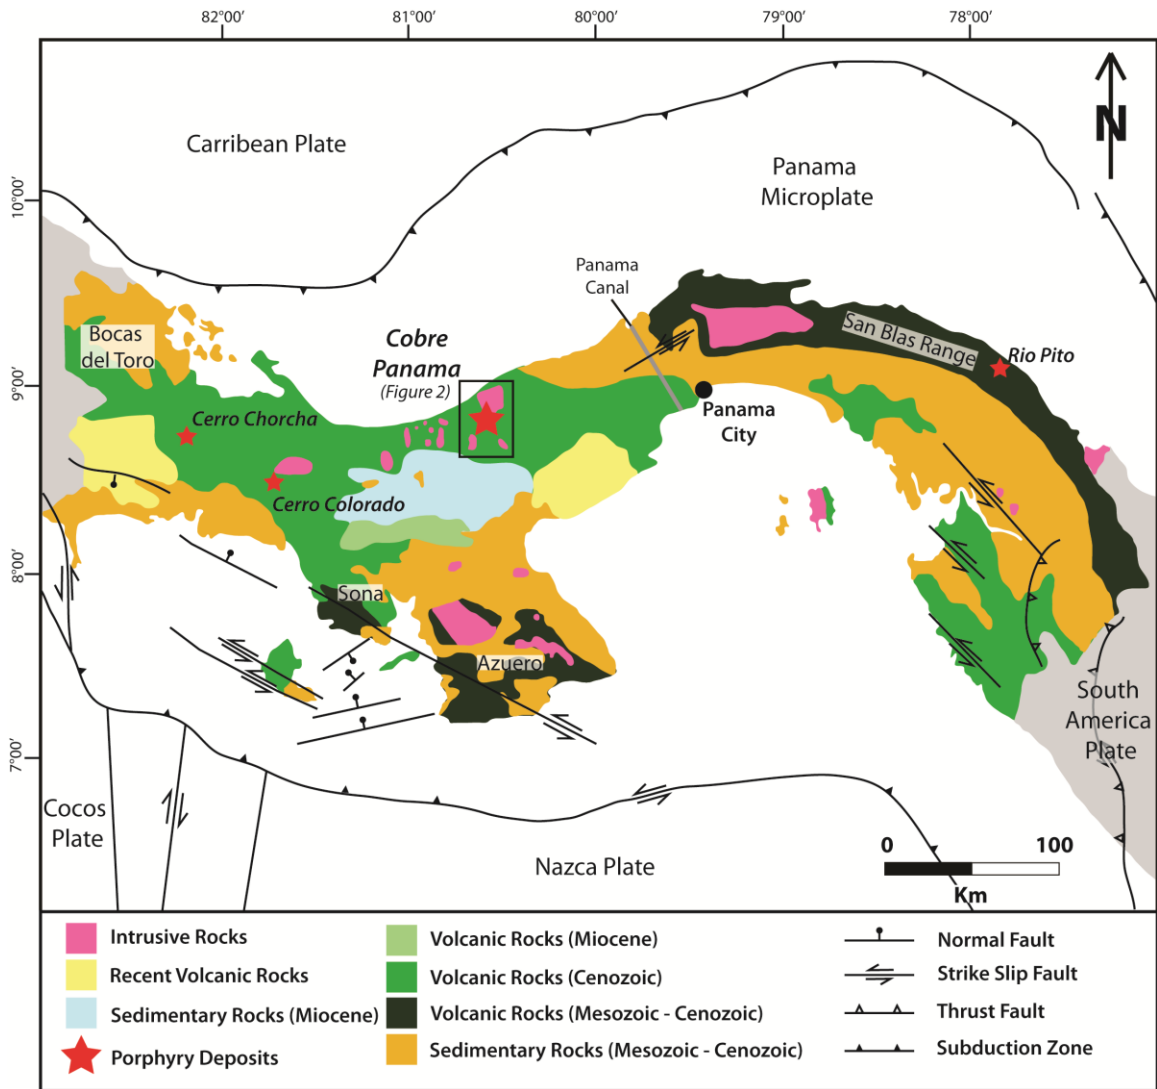 82°00′
81°00′
80°00′
79°00′
78°00′
10°00′
9°00′
8°00′
7°00′
Carribean Plate
N
Panama
Microplate
Panama
Canal
Bocas
del Toro
Cobre
Panama
(Figure 2)
San Blas Range
Rio Pito
Cerro Chorcha
Panama
City
Cerro Colorado
Sona
Azuero
South
America
Plate
Cocos
Plate
Nazca Plate
0 100
Km
Intrusive Rocks
Recent Volcanic Rocks
Sedimentary Rocks (Miocene)
Porphyry Deposits
Volcanic Rocks (Miocene)
Volcanic Rocks (Cenozoic)
Volcanic Rocks (Mesozoic - Cenozoic)
Sedimentary Rocks (Mesozoic - Cenozoic)
Normal Fault
Strike Slip Fault
Thrust Fault
Subduction Zone